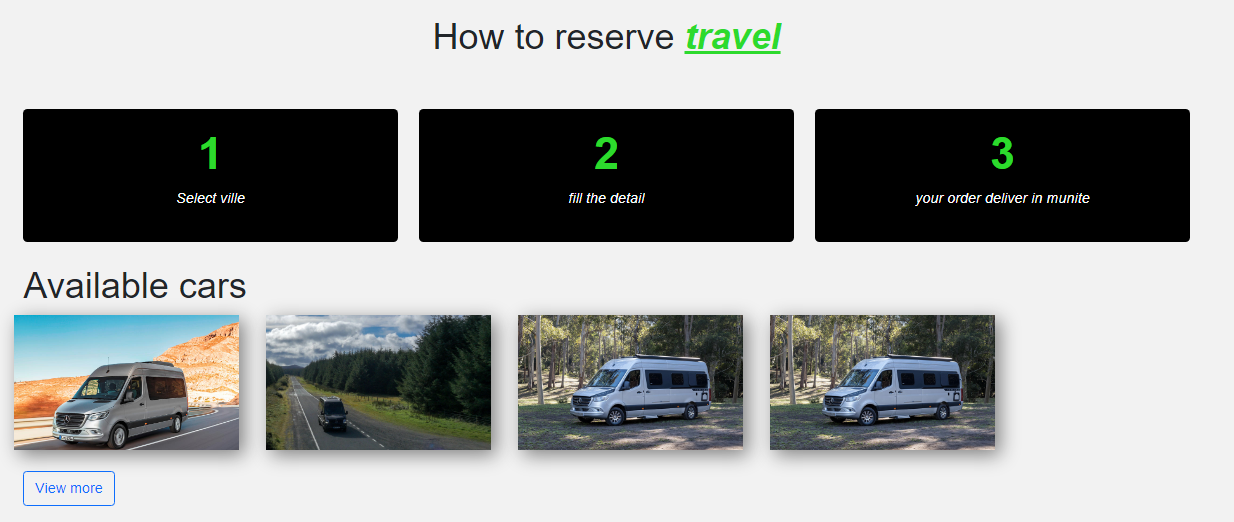 How to reserve travel
1
Select ville
2
fill the detail
3
your order deliver in munite
Available cars
View more